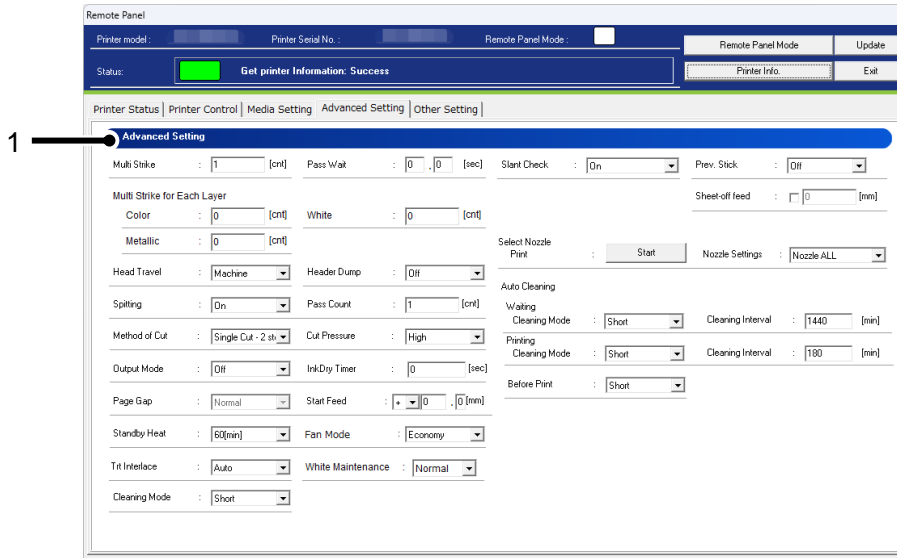 Remote Panel
Printer model : Printer Serial No. : Remote Panel Mode : Remote Panel Mode Update
Status: Get printer Information: Success Printer Info. Exit
Printer Status Printer Control Media Setting Advanced Setting Other Setting
1 Advanced Setting
Multi Strike : 1 [cnt] Pass Wait : 0 . 0 [sec] Slant Check : On Prev. Stick : Off
Multi Strike for Each Layer Sheet-off feed : 0 [mm]
Color : 0 [cnt] White : 0 [cnt]
Metallic : 0 [cnt]
Select Nozzle
Print : Start Nozzle Settings : Nozzle ALL
Head Travel : Machine Header Dump : Off
Auto Cleaning
Spitting : On Pass Count : 1 [cnt]
Waiting
Cleaning Mode : Short Cleaning Interval : 1440 [min]
Method of Cut : Single Cut - 2 st Cut Pressure : High
Printing
Cleaning Mode : Short Cleaning Interval : 180 [min]
Output Mode : Off InkDry Timer : 0 [sec]
Before Print : Short
Page Gap : Normal Start Feed : + 0 . 0 [mm]
Standby Heat : 60[min] Fan Mode : Economy
Trt Interlace : Auto White Maintenance : Normal
Cleaning Mode : Short